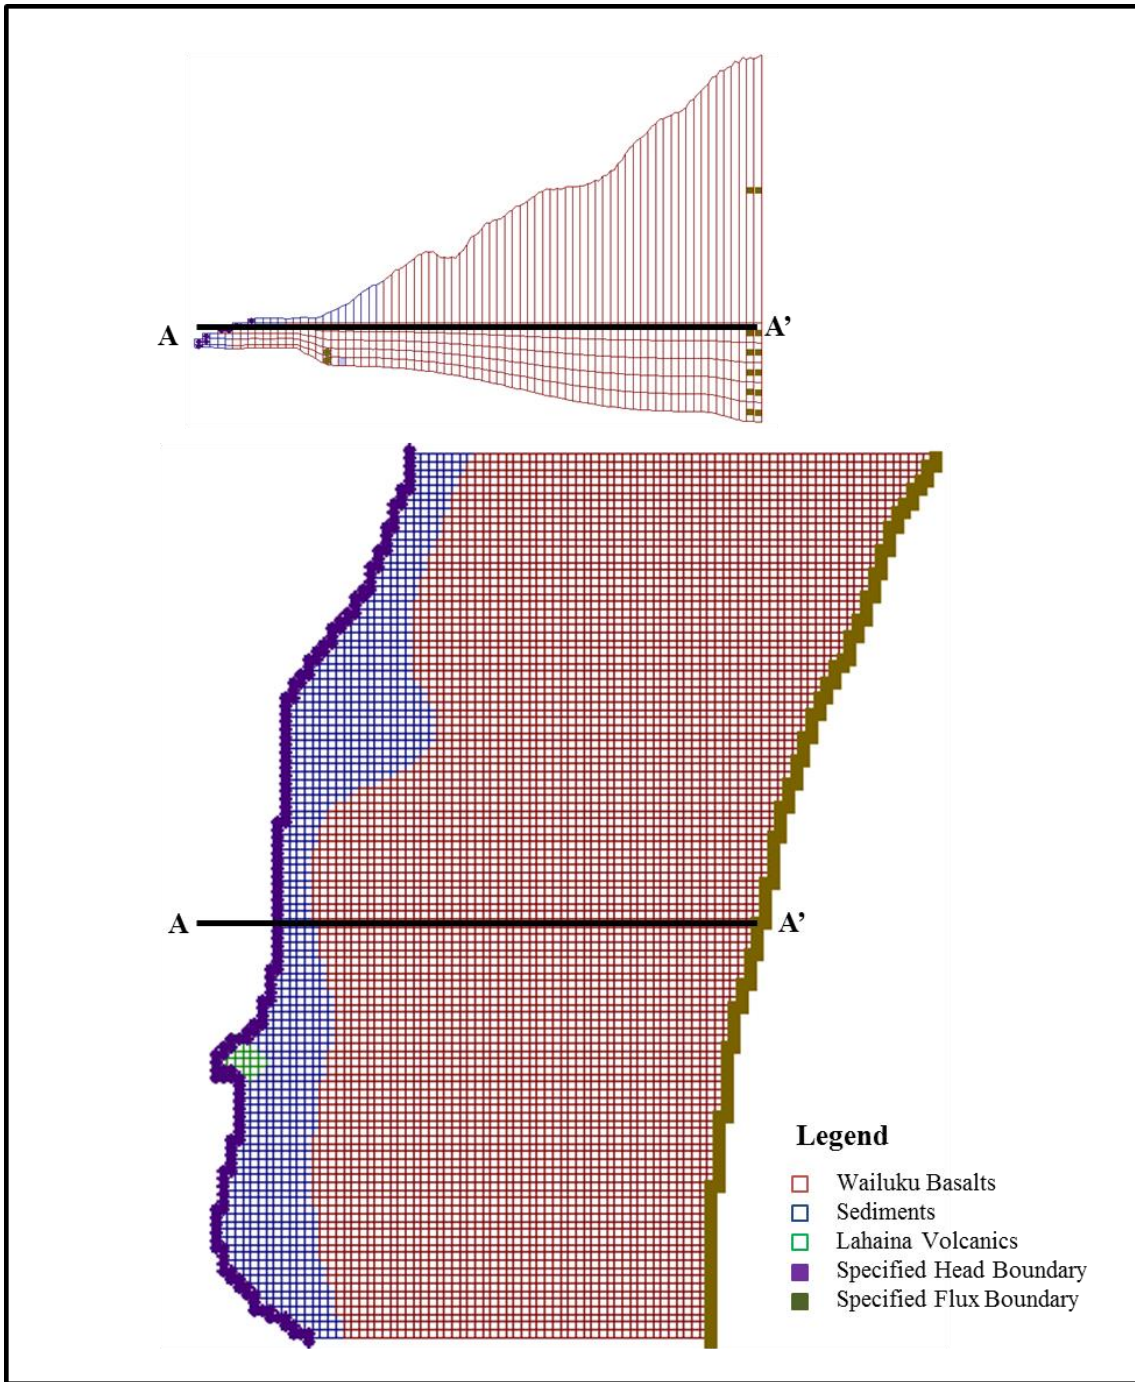 A A’
A A’
Legend
Wailuku Basalts
Sediments
Lahaina Volcanics
Specified Head Boundary
Specified Flux Boundary